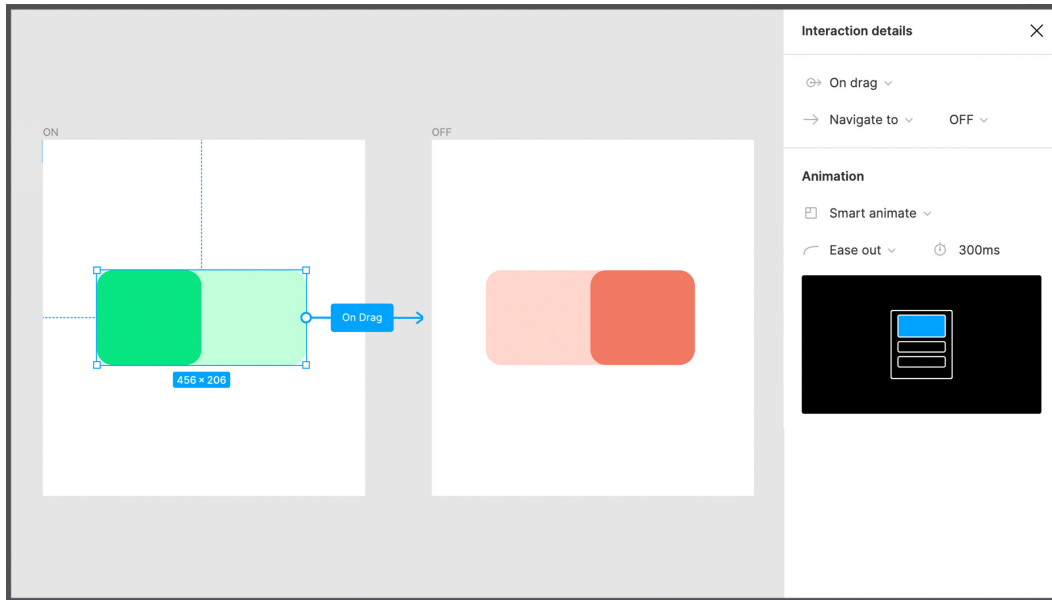 Interaction details
On drag
Navigate to OFF
Animation
Smart animate
Ease out 300ms
ON
OFF
On Drag
456 × 206